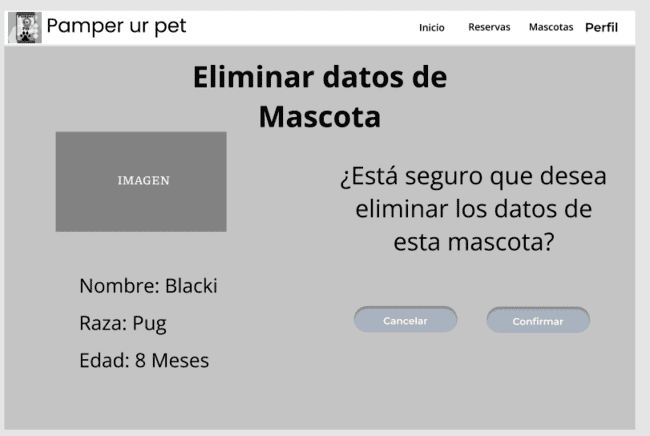 Pamper ur pet
Inicio Reservas Mascotas Perfil
Eliminar datos de
Mascota
IMAGEN
¿Está seguro que desea
eliminar los datos de
esta mascota?
Nombre: Blacki
Raza: Pug
Edad: 8 Meses
Cancelar Confirmar